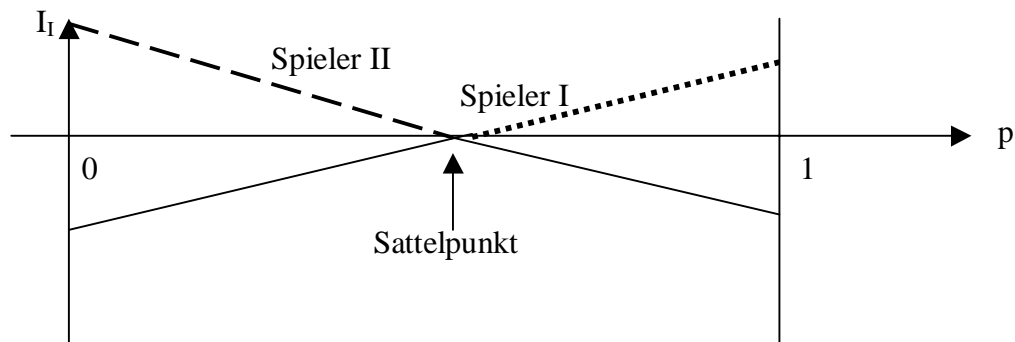 I_I
Spieler II
Spieler I
p
0
1
Sattelpunkt